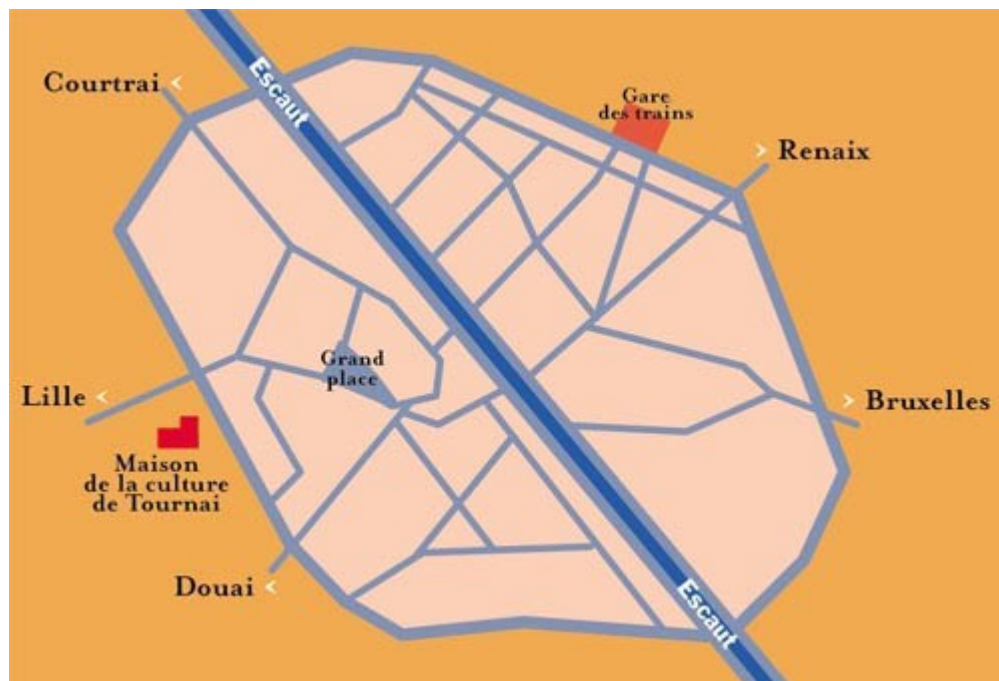 Escaut
Courtrai
Gare
des trains
Renaix
Grand
place
Lille
Bruxelles
Maison
de la culture
de Tournai
Douai
Escaut